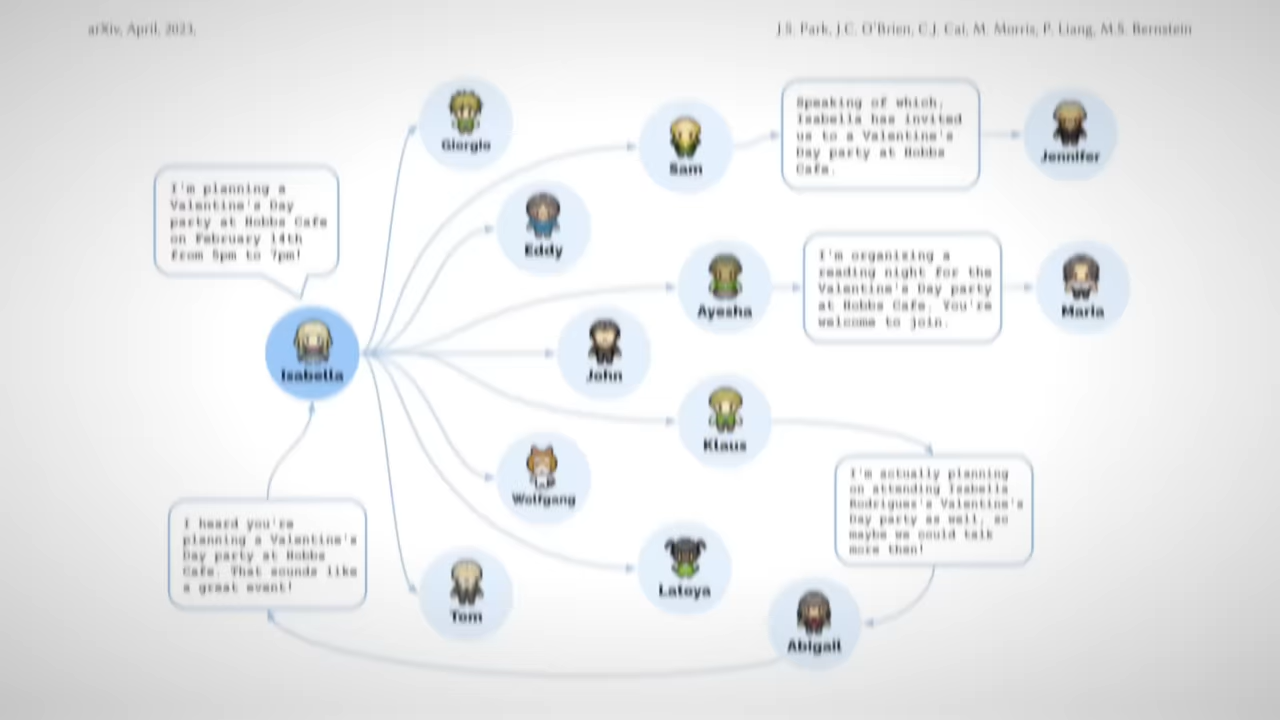 arXiv, April, 2023,
J.S. Park, J.C. O'Brien, C.J. Cai, M. Morris, P. Liang, M.S. Bernstein
Giorgio
Sam
Speaking of which,
Isabella has invited
us to a Valentine's
Day party at Hobbs
Cafe.
Jennifer
I'm planning a
Valentine's Day
party at Hobbs Cafe
on February 14th
from 5pm to 7pm!
Eddy
Ayesha
I'm organizing a
reading night for the
Valentine's Day party
at Hobbs Cafe. You're
welcome to join.
Maria
Isabella
John
Klaus
Wolfgang
I'm actually planning
on attending Isabella
Rodriguez's Valentine's
Day party as well, so
maybe we could talk
more then!
I heard you're
planning a Valentine's
Day party at Hobbs
Cafe. That sounds like
a great event!
Tom
Latoya
Abigail